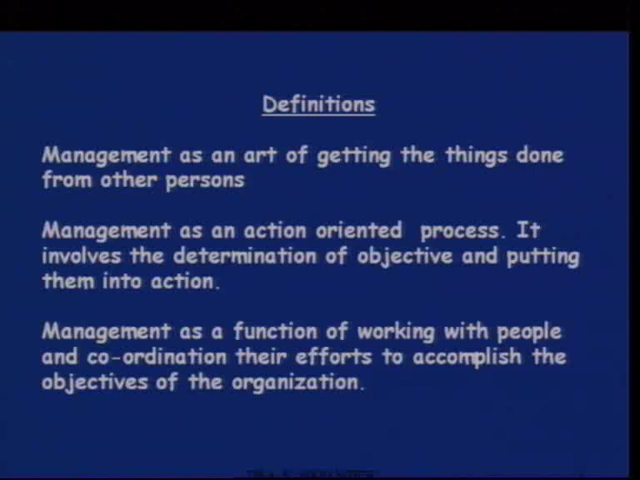 Definitions
Management as an art of getting the things done
from other persons
Management as an action oriented process. It
involves the determination of objective and putting
them into action.
Management as a function of working with people
and co-ordination their efforts to accomplish the
objectives of the organization.